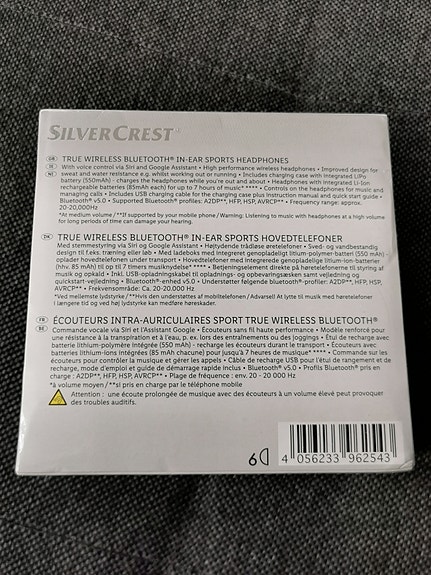 SILVERCREST®
GB TRUE WIRELESS BLUETOOTH® IN-EAR SPORTS HEADPHONES
IE • With voice control via Siri and Google Assistant • High performance wireless headphones • Improved design for
NI sweat and water resistance e.g. whilst working out or running • Includes charging case with integrated LiPo
battery (550mAh) - charges the headphones while you're out and about • Headphones with integrated Li-Ion
rechargeable batteries (85mAh each) for up to 7 hours of music* **** • Controls on the headphones for music and
managing calls • Includes USB charging cable for the charging case plus instruction manual and quick start guide •
Bluetooth® v5.0 • Supported Bluetooth® profiles: A2DP**, HFP, HSP, AVRCP** • Frequency range: approx.
20-20,000Hz
*At medium volume / **If supported by your mobile phone / Warning: Listening to music with headphones at a high volume
for long periods of time can damage your hearing.
DK TRUE WIRELESS BLUETOOTH® IN-EAR SPORTS HOVEDTELEFONER
Med stemmestyring via Siri og Google Assistant • Højtydende trådløse øretelefoner • Sved- og vandbestandig
design til f.eks. træning eller løb • Med ladeboks med integreret genopladeligt litium-polymer-batteri (550 mAh) -
oplader hovedtelefoner under transport • Hovedtelefoner med integrerede genopladelige litium-ion-batterier
(hhv. 85 mAh) til op til 7 timers musikydelse* **** • Betjeningselementer direkte på høretelefonerne til styring af
musik og opkald • Inkl. USB-opladningskabel til opladnings- og opbevaringsæsken samt vejledning og
quickstart-vejledning • Bluetooth®-enhed v5.0 • Understøtter følgende bluetooth®-profiler: A2DP**, HFP, HSP,
AVRCP** • Frekvensområde: Ca. 20-20.000 Hz
*Ved mellemste lydstyrke / **Hvis den understøttes af mobiltelefonen / Advarsel! At lytte til musik med høretelefoner
i længere tid og ved høj lydstyrke kan medføre høreskader.
FR ÉCOUTEURS INTRA-AURICULAIRES SPORT TRUE WIRELESS BLUETOOTH®
BE Commande vocale via Siri et l'Assistant Google • Écouteurs sans fil haute performance • Modèle renforcé pour
une résistance à la transpiration et à l'eau, p. ex. lors des entraînements ou des joggings • Étui de recharge avec
batterie lithium-polymère intégrée (550 mAh) - recharge les écouteurs durant le transport • Écouteurs avec
batteries lithium-ions intégrées (85 mAh chacune) pour jusqu'à 7 heures de musique* **** • Commande sur les
écouteurs pour contrôler la musique et gérer les appels • Câble de recharge USB pour l'étui de rangement et de
recharge, mode d'emploi et guide de démarrage rapide inclus • Bluetooth® v5.0 • Profils Bluetooth® pris en
charge : A2DP**, HFP, HSP, AVRCP** • Plage de fréquence : env. 20 - 20 000 Hz
*à volume moyen / **si pris en charge par le téléphone mobile
Attention : une écoute prolongée de musique avec des écouteurs à un volume élevé peut provoquer
des troubles auditifs.
6
4 056233 962543